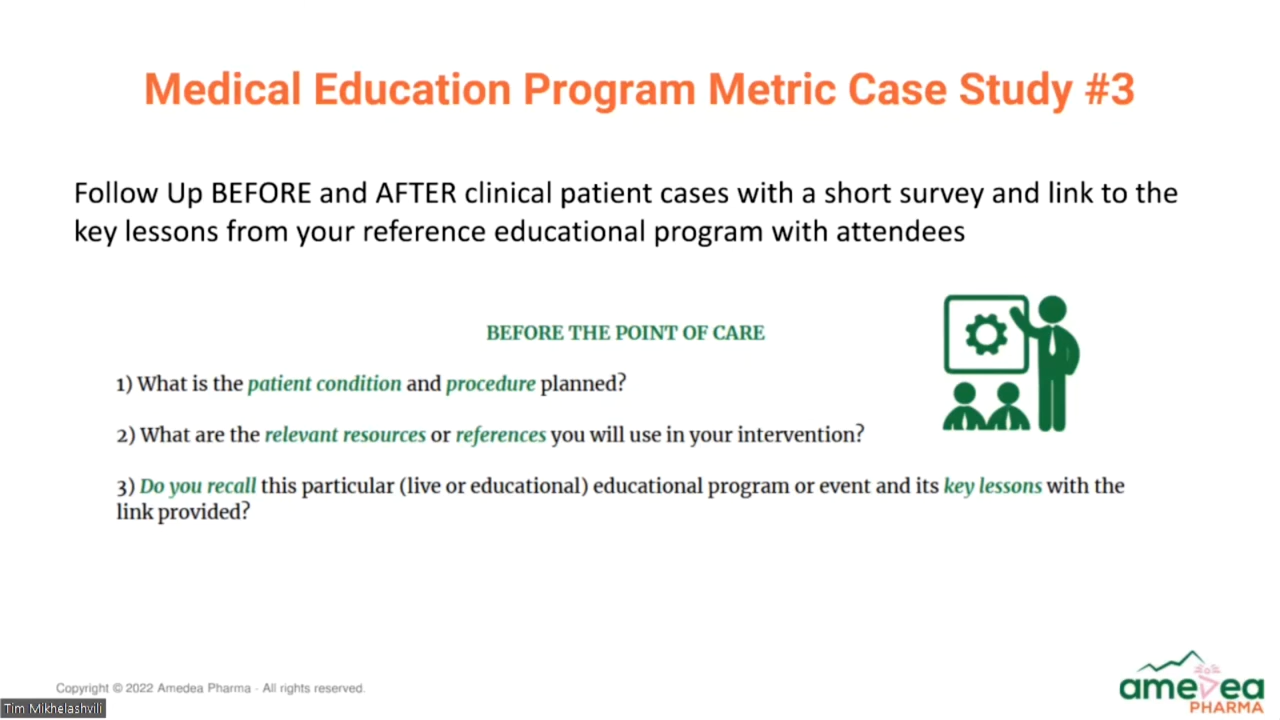 Medical Education Program Metric Case Study #3
Follow Up BEFORE and AFTER clinical patient cases with a short survey and link to the
key lessons from your reference educational program with attendees
BEFORE THE POINT OF CARE
1) What is the patient condition and procedure planned?
2) What are the relevant resources or references you will use in your intervention?
3) Do you recall this particular (live or educational) educational program or event and its key lessons with the
link provided?
Copyright © 2022 Amedea Pharma - All rights reserved.
Tim Mikhelashvili
amedea
PHARMA